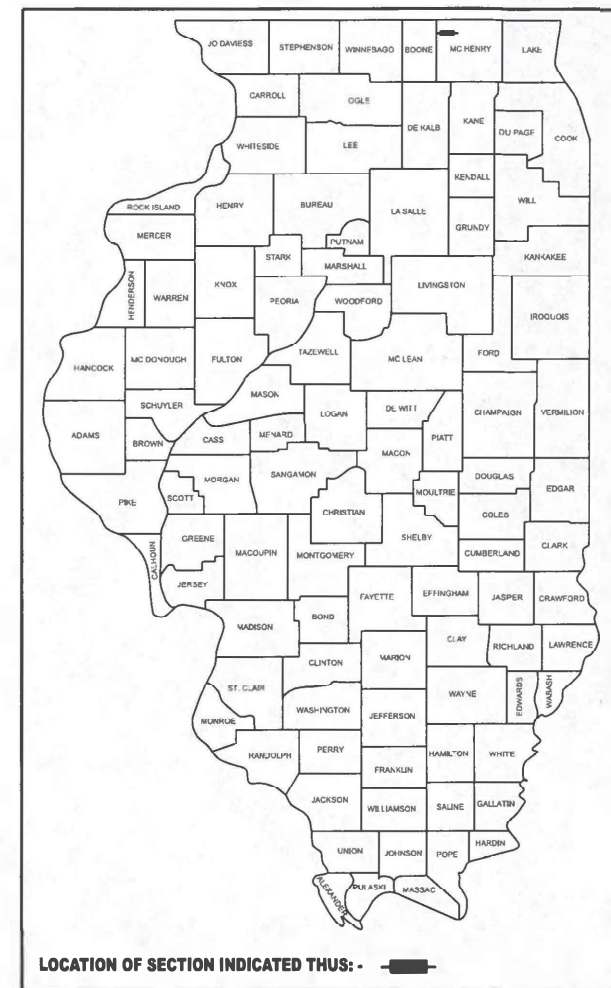 JO DAVIESS STEPHENSON WINNEBAGO BOONE MC HENRY LAKE
CARROLL OGLE DE KALB KANE DU PAGE COOK
WHITESIDE LEE KENDALL WILL
ROCK ISLAND HENRY BUREAU LA SALLE GRUNDY
MERCER STARK PUTNAM MARSHALL KANKAKEE
HENDERSON WARREN KNOX PEORIA WOODFORD LIVINGSTON IROQUOIS
HANCOCK MC DONOUGH FULTON TAZEWELL MC LEAN FORD
SCHUYLER MASON LOGAN DE WITT CHAMPAIGN VERMILION
ADAMS BROWN CASS MENARD MACON PIATT
PIKE SCOTT MORGAN SANGAMON CHRISTIAN MOULTRIE DOUGLAS EDGAR
COLES
CALHOUN GREENE MACOUPIN MONTGOMERY SHELBY CUMBERLAND CLARK
JERSEY FAYETTE EFFINGHAM JASPER CRAWFORD
MADISON BOND CLAY RICHLAND LAWRENCE
CLINTON MARION
ST. CLAIR WASHINGTON JEFFERSON WAYNE EDWARDS WABASH
MONROE
RANDOLPH PERRY HAMILTON WHITE
FRANKLIN
JACKSON WILLIAMSON SALINE GALLATIN
UNION JOHNSON POPE HARDIN
ALEXANDER PULASKI MASSAC
LOCATION OF SECTION INDICATED THUS: -